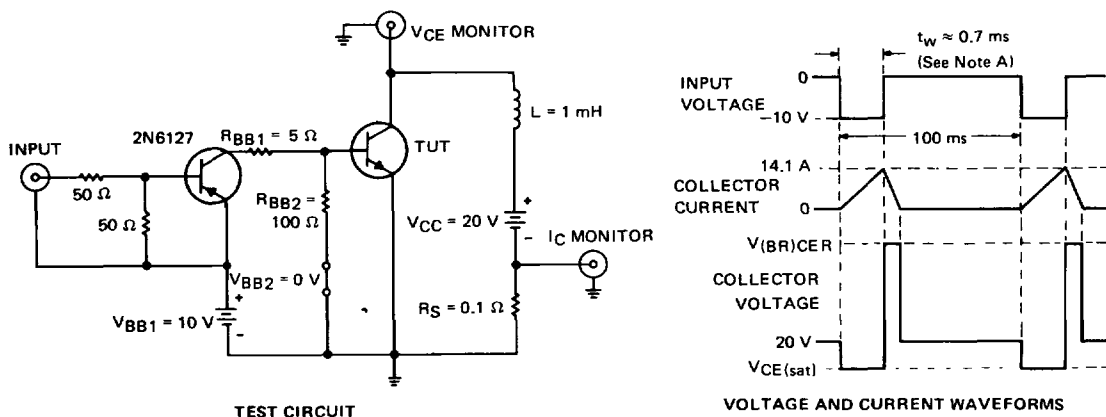 VCE MONITOR
L = 1 mH
2N6127
RBB1 = 5 Ω
TUT
INPUT
50 Ω
50 Ω
RBB2 =
100 Ω
VCC = 20 V
+
-
IC MONITOR
VBB2 = 0 V
+
VBB1 = 10 V
-
RS = 0.1 Ω
TEST CIRCUIT
tw ≈ 0.7 ms
(See Note A)
INPUT
VOLTAGE
0
-10 V
100 ms
14.1 A
COLLECTOR
CURRENT
0
V(BR)CER
COLLECTOR
VOLTAGE
20 V
VCE(sat)
VOLTAGE AND CURRENT WAVEFORMS